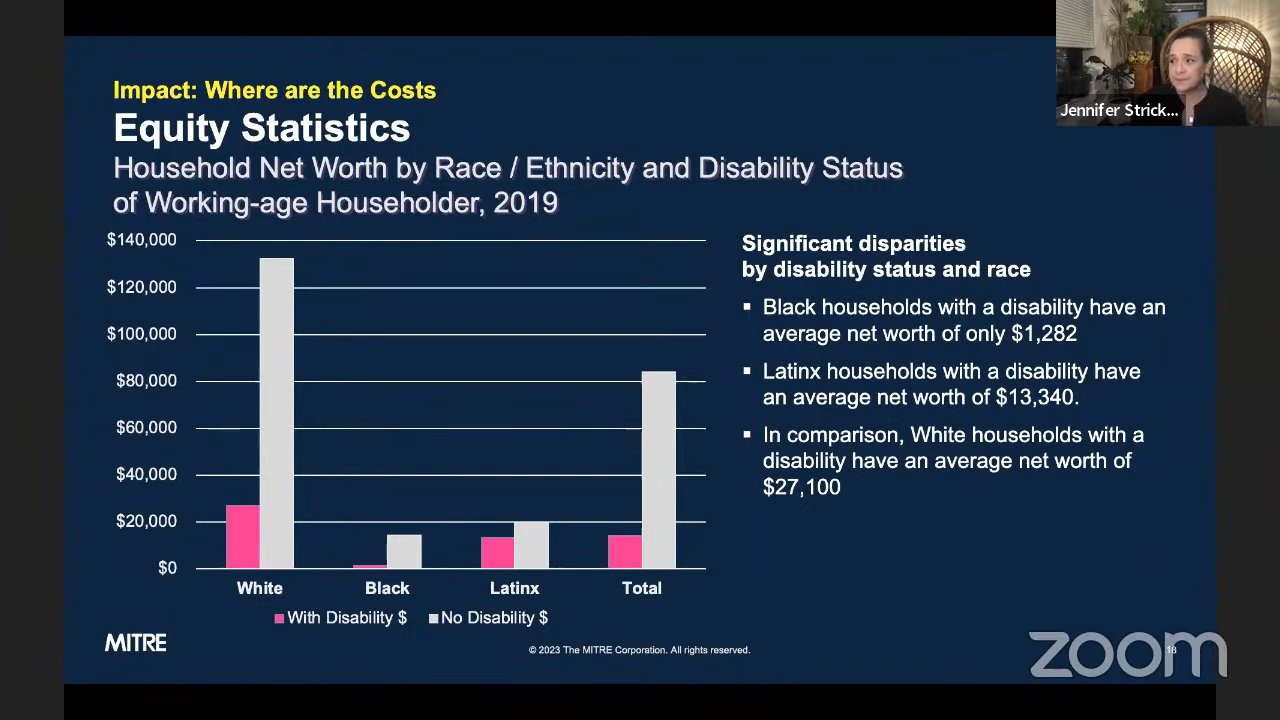 Impact: Where are the Costs
Equity Statistics
Household Net Worth by Race / Ethnicity and Disability Status
of Working-age Householder, 2019
Jennifer Strick...
$140,000
$120,000
$100,000
$80,000
$60,000
$40,000
$20,000
$0
White
Black
Latinx
Total
With Disability $
No Disability $
Significant disparities
by disability status and race
▪ Black households with a disability have an
average net worth of only $1,282
▪ Latinx households with a disability have
an average net worth of $13,340.
▪ In comparison, White households with a
disability have an average net worth of
$27,100
MITRE
© 2023 The MITRE Corporation. All rights reserved.
18
zoom